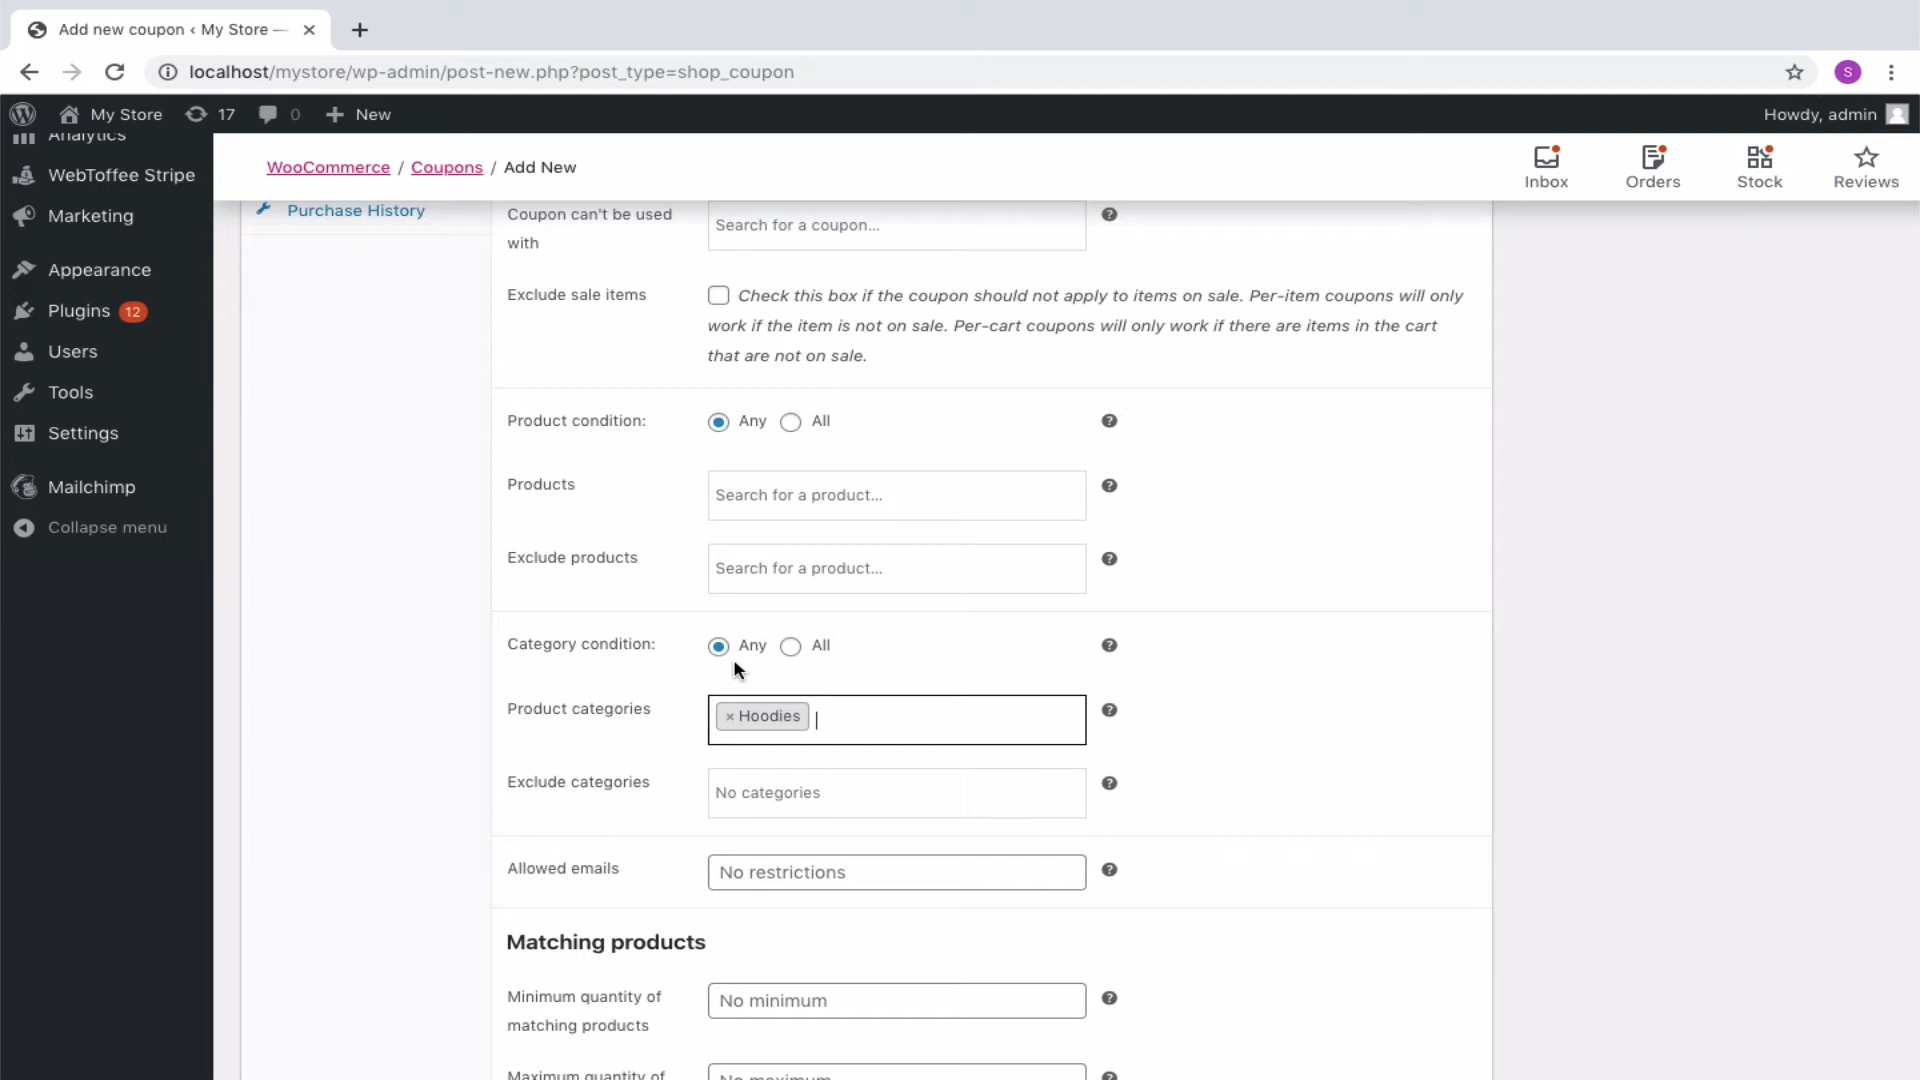 Add new coupon ‹ My Store —
localhost/mystore/wp-admin/post-new.php?post_type=shop_coupon
S
My Store 17 0 New
Howdy, admin
Analytics
WebToffee Stripe
Marketing
Appearance
Plugins 12
Users
Tools
Settings
Mailchimp
Collapse menu
WooCommerce / Coupons / Add New
Inbox
Orders
Stock
Reviews
Purchase History
Coupon can't be used
with
Search for a coupon...
Exclude sale items
Check this box if the coupon should not apply to items on sale. Per-item coupons will only
work if the item is not on sale. Per-cart coupons will only work if there are items in the cart
that are not on sale.
Product condition:
Any All
Products
Search for a product...
Exclude products
Search for a product...
Category condition:
Any All
Product categories
× Hoodies
Exclude categories
No categories
Allowed emails
No restrictions
Matching products
Minimum quantity of
matching products
No minimum
Maximum quantity of
No maximum